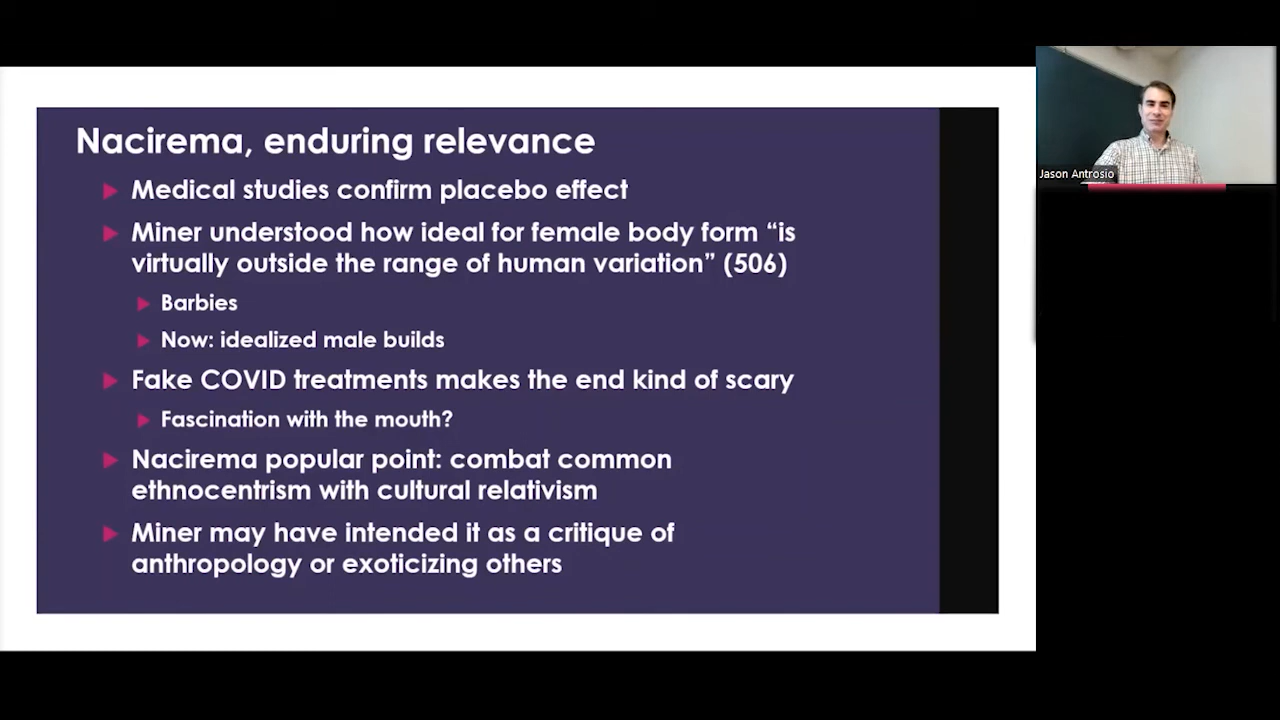 Nacirema, enduring relevance
Medical studies confirm placebo effect
Miner understood how ideal for female body form “is
virtually outside the range of human variation” (506)
Barbies
Now: idealized male builds
Fake COVID treatments makes the end kind of scary
Fascination with the mouth?
Nacirema popular point: combat common
ethnocentrism with cultural relativism
Miner may have intended it as a critique of
anthropology or exoticizing others
Jason Antrosio